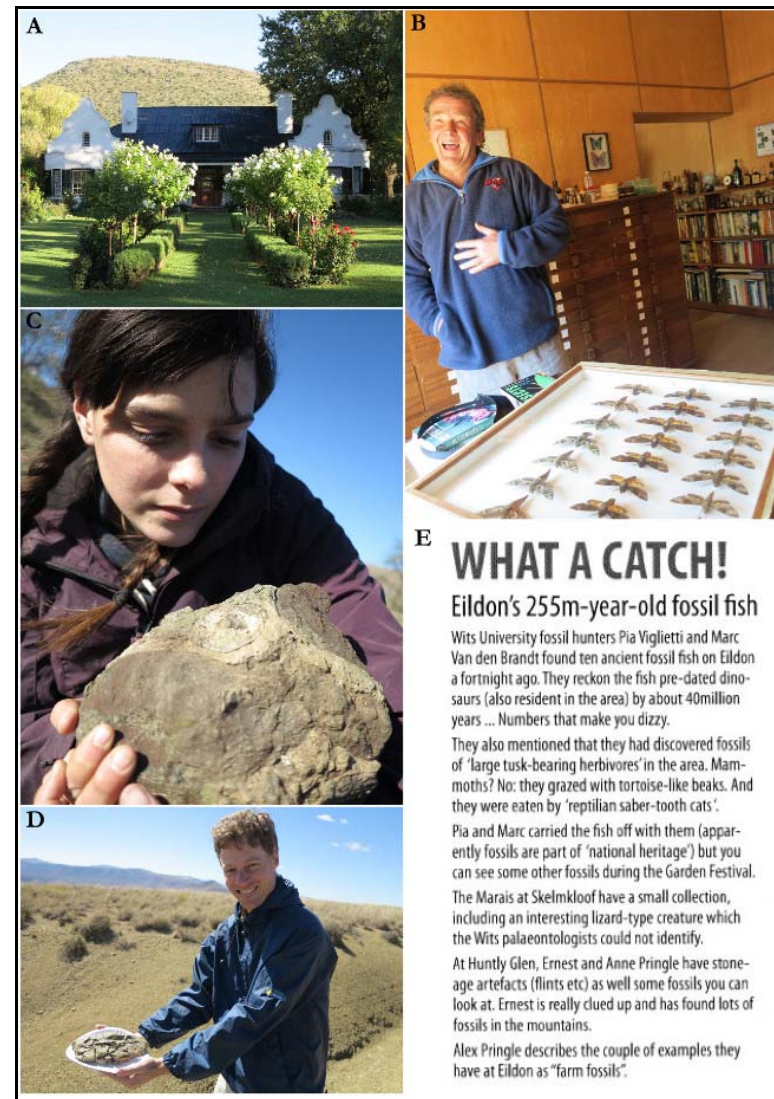 A
B
C
D
E
WHAT A CATCH!
Eildon's 255m-year-old fossil fish
Wits University fossil hunters Pia Viglietti and Marc
Van den Brandt found ten ancient fossil fish on Eildon
a fortnight ago. They reckon the fish pre-dated dino-
saurs (also resident in the area) by about 40million
years ... Numbers that make you dizzy.
They also mentioned that they had discovered fossils
of 'large tusk-bearing herbivores' in the area. Mam-
moths? No: they grazed with tortoise-like beaks. And
they were eaten by 'reptilian saber-tooth cats'.
Pia and Marc carried the fish off with them (appar-
ently fossils are part of 'national heritage') but you
can see some other fossils during the Garden Festival.
The Marais at Skelmkloof have a small collection,
including an interesting lizard-type creature which
the Wits palaeontologists could not identify.
At Huntly Glen, Ernest and Anne Pringle have stone-
age artefacts (flints etc) as well some fossils you can
look at. Ernest is really clued up and has found lots of
fossils in the mountains.
Alex Pringle describes the couple of examples they
have at Eildon as "farm fossils".